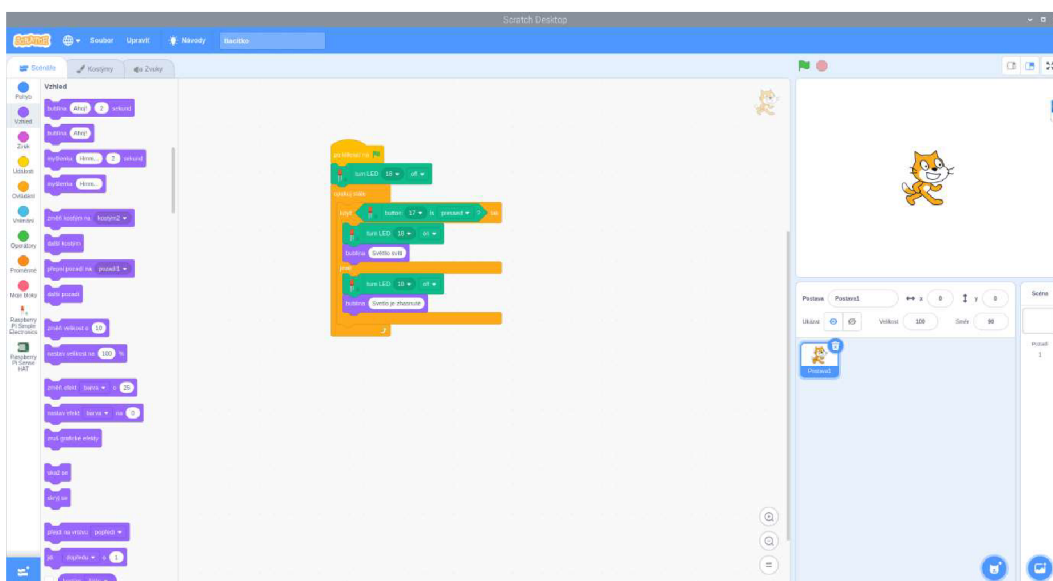 Scratch Desktop
SCRATCH Soubor Upravit Návody tlacitko
Scénáře Kostýmy Zvuky
Pohyb
Vzhled
Zvuk
Události
Ovládání
Vnímání
Operátory
Proměnné
Moje bloky
Raspberry Pi Simple Electronics
Raspberry Pi Sense HAT
Vzhled
bublina Ahoj! 2 sekund
bublina Ahoj!
myšlenka Hmm... 2 sekund
myšlenka Hmm...
změň kostým na kostým2
další kostým
přepni pozadí na pozadí1
další pozadí
změň velikost o 10
nastav velikost na 100 %
změň efekt barva o 25
nastav efekt barva na 0
zruš grafické efekty
ukaž se
skryj se
přejdi na vrstvu popředí
jdi dopředu o 1
po kliknutí na
turn LED 18 off
opakuj stále
když button 17 is pressed ? tak
turn LED 18 on
bublina Světlo svítí
jinak
turn LED 18 off
bublina Světlo je zhasnuté
Postava Postava1 x 0 y 0
Ukázat Velikost 100 Směr 90
Postava1
Scéna
Pozadí
1